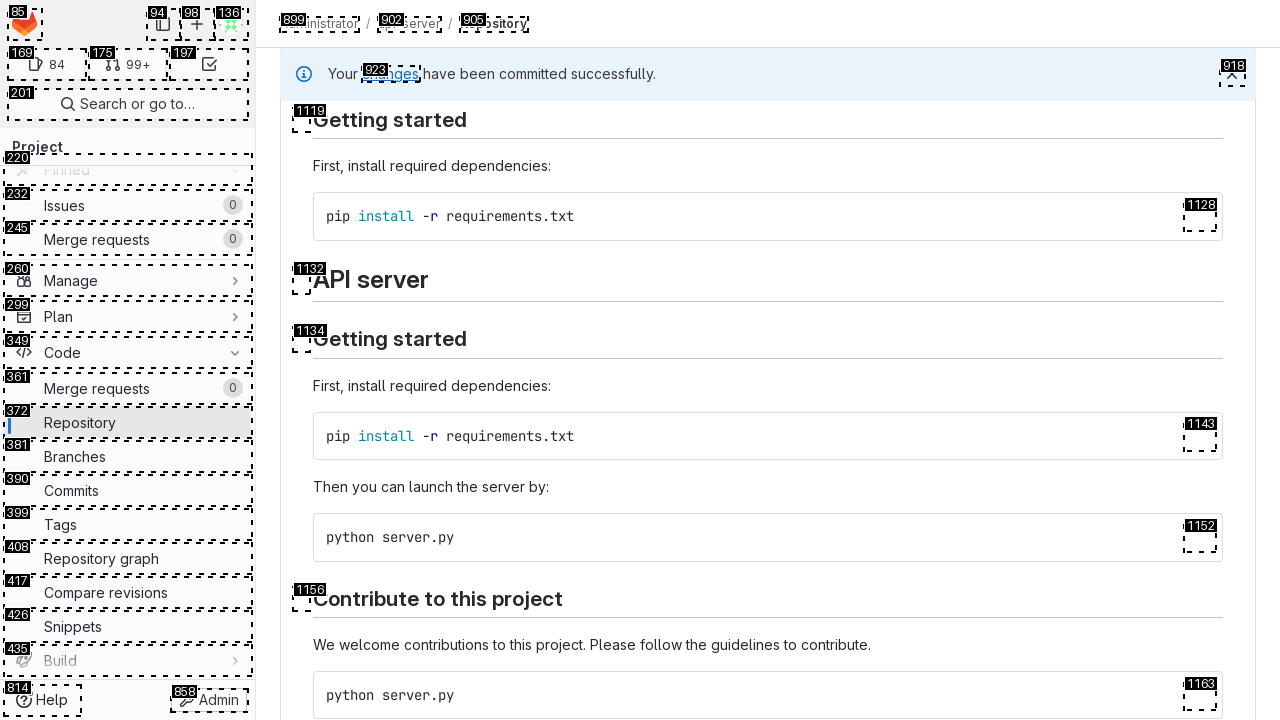 85
94
98
136
169
84
175
99+
197
201
Search or go to…
Project
220
Pinned
232
Issues
0
245
Merge requests
0
260
Manage
299
Plan
349
Code
361
Merge requests
0
372
Repository
381
Branches
390
Commits
399
Tags
408
Repository graph
417
Compare revisions
426
Snippets
435
Build
814
Help
858
Admin
899
Administrator
/
902
server
/
905
Repository
Your
923
changes
have been committed successfully.
918
1119
Getting started
First, install required dependencies:
pip install -r requirements.txt
1128
1132
API server
1134
Getting started
First, install required dependencies:
pip install -r requirements.txt
1143
Then you can launch the server by:
python server.py
1152
1156
Contribute to this project
We welcome contributions to this project. Please follow the guidelines to contribute.
python server.py
1163